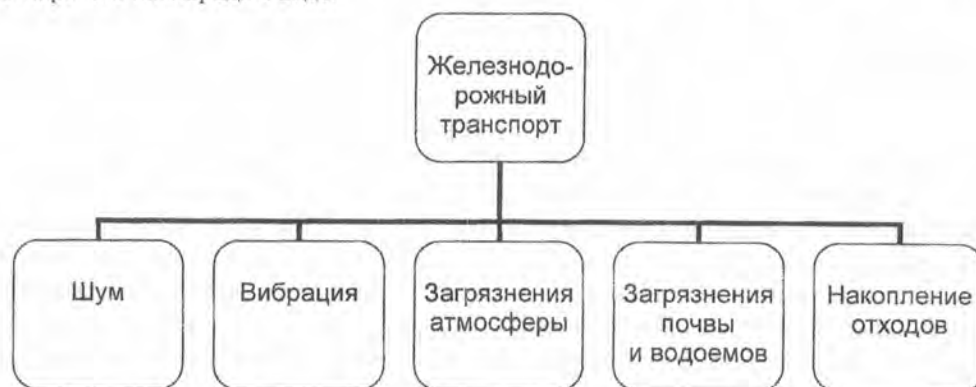 Железнодо-
рожный
транспорт
Шум
Вибрация
Загрязнения
атмосферы
Загрязнения
почвы
и водоемов
Накопление
отходов